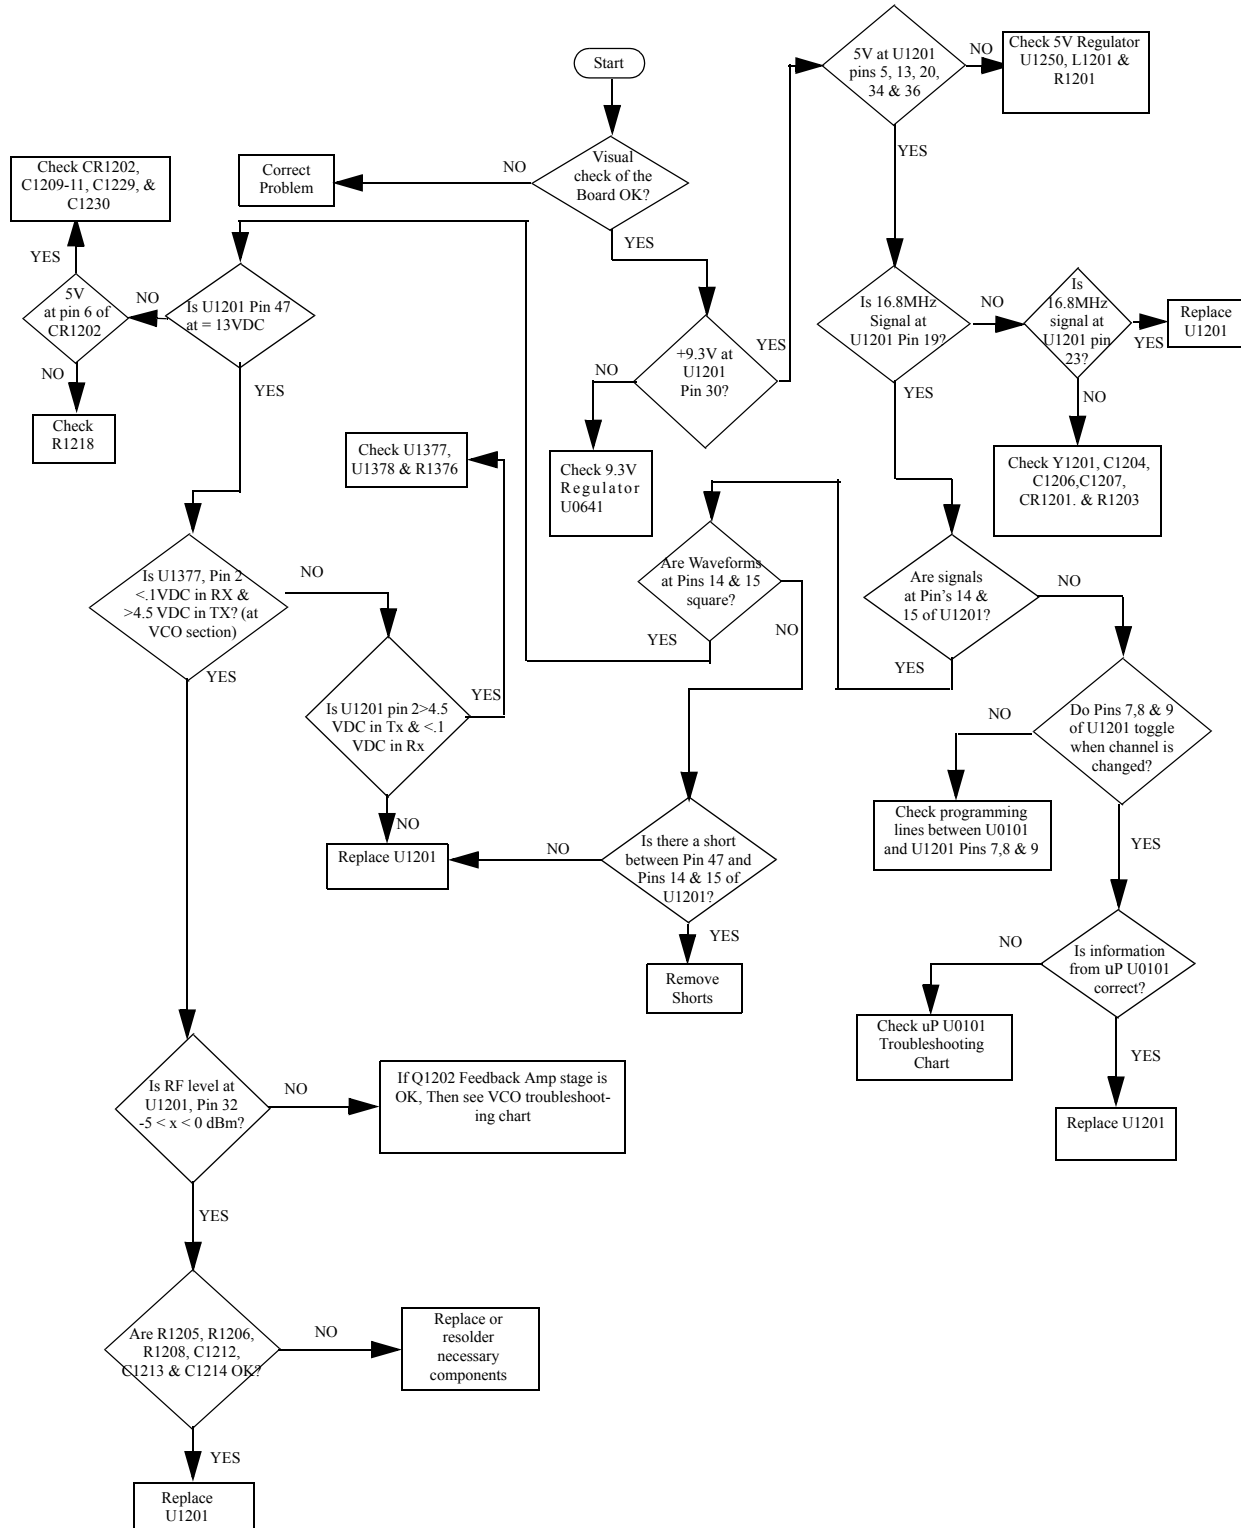 Start
Visual
check of the
Board OK?
NO
Correct
Problem
YES
+9.3V at
U1201
Pin 30?
NO
Check 9.3V
Regulator
U0641
YES
5V at U1201
pins 5, 13, 20,
34 & 36
NO
Check 5V Regulator
U1250, L1201 &
R1201
YES
Is 16.8MHz
Signal at
U1201 Pin 19?
NO
Is
16.8MHz
signal at
U1201 pin
23?
YES
Replace
U1201
NO
Check Y1201, C1204,
C1206,C1207,
CR1201. & R1203
YES
Are signals
at Pin's 14 &
15 of U1201?
NO
Do Pins 7,8 & 9
of U1201 toggle
when channel is
changed?
NO
Check programming
lines between U0101
and U1201 Pins 7,8 & 9
YES
Is information
from uP U0101
correct?
NO
Check uP U0101
Troubleshooting
Chart
YES
Replace U1201
YES
Are Waveforms
at Pins 14 & 15
square?
NO
Is there a short
between Pin 47 and
Pins 14 & 15 of
U1201?
NO
Replace U1201
YES
Remove
Shorts
YES
Is U1201 Pin 47
at = 13VDC
NO
5V
at pin 6 of
CR1202
YES
Check CR1202,
C1209-11, C1229, &
C1230
NO
Check
R1218
YES
Is U1377, Pin 2
<.1VDC in RX &
>4.5 VDC in TX? (at
VCO section)
NO
Is U1201 pin 2>4.5
VDC in Tx & <.1
VDC in Rx
YES
Check U1377,
U1378 & R1376
NO
YES
Is RF level at
U1201, Pin 32
-5 < x < 0 dBm?
NO
If Q1202 Feedback Amp stage is
OK, Then see VCO troubleshoot-
ing chart
YES
Are R1205, R1206,
R1208, C1212,
C1213 & C1214 OK?
NO
Replace or
resolder
necessary
components
YES
Replace
U1201